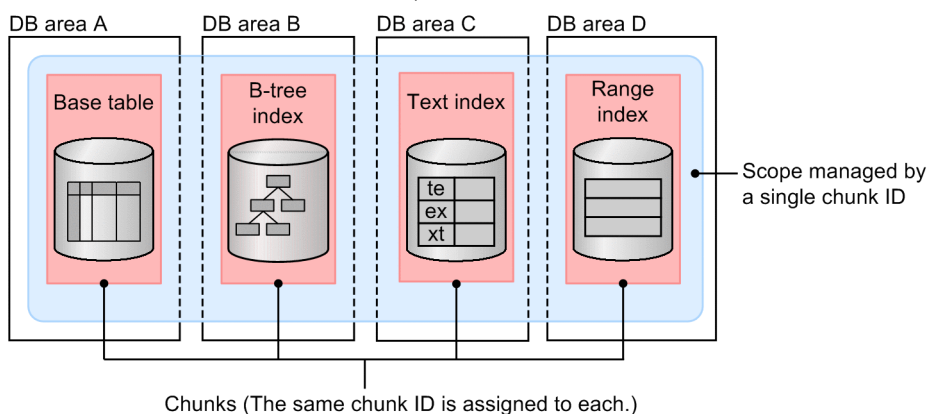 DB area A
DB area B
DB area C
DB area D
Base table
B-tree
index
Text index
Range
index
te
ex
xt
Scope managed by
a single chunk ID
Chunks (The same chunk ID is assigned to each.)